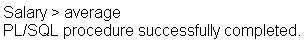 Salary > average
PL/SQL procedure successfully completed.